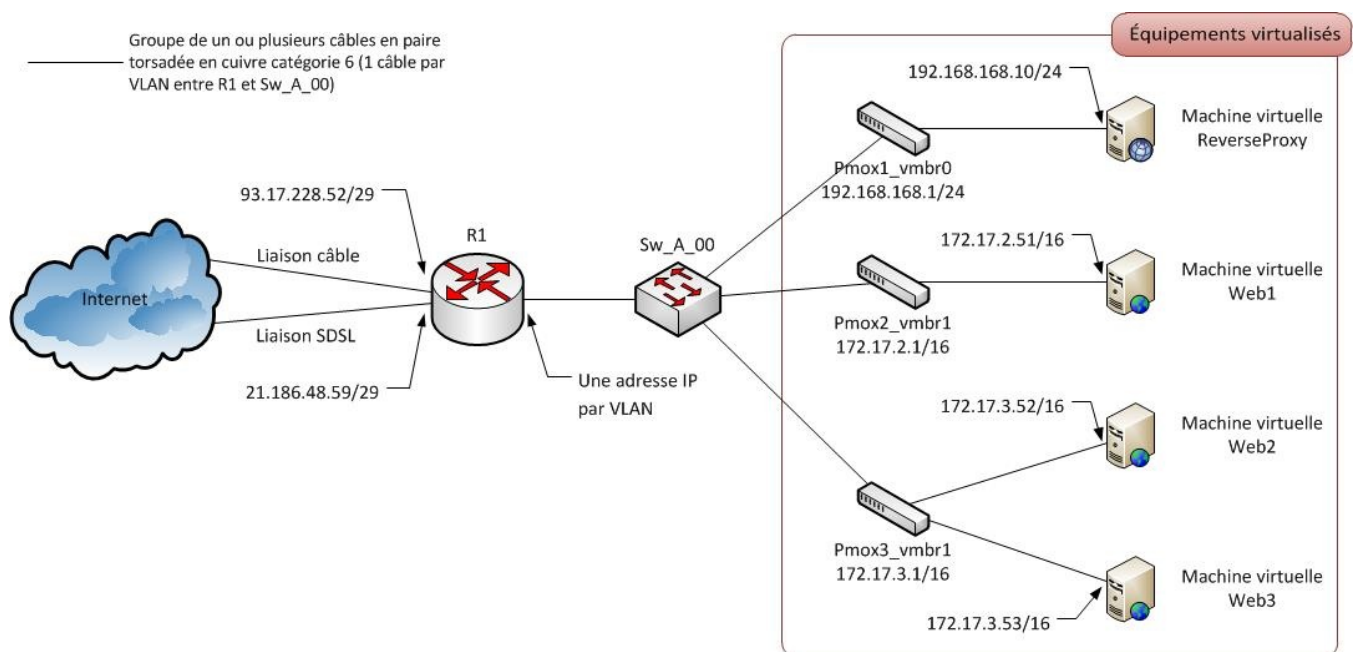 Groupe de un ou plusieurs câbles en paire
torsadée en cuivre catégorie 6 (1 câble par
VLAN entre R1 et Sw_A_00)
Équipements virtualisés
192.168.168.10/24
Machine virtuelle
ReverseProxy
Pmox1_vmbr0
192.168.168.1/24
93.17.228.52/29
R1
Sw_A_00
172.17.2.51/16
Liaison câble
Internet
Machine virtuelle
Web1
Liaison SDSL
Pmox2_vmbr1
172.17.2.1/16
21.186.48.59/29
Une adresse IP
par VLAN
172.17.3.52/16
Machine virtuelle
Web2
Pmox3_vmbr1
172.17.3.1/16
Machine virtuelle
Web3
172.17.3.53/16